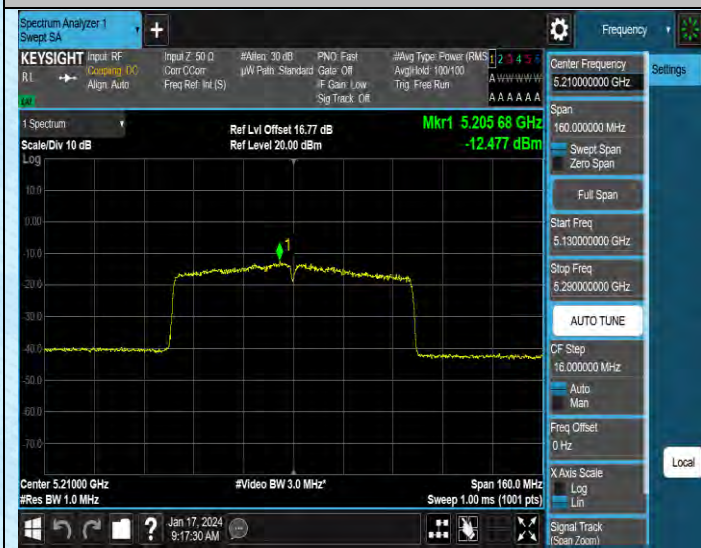 Spectrum Analyzer 1
Swept SA
+
Frequency
KEYSIGHT
RL
Input: RF
Coupling: DC
Align: Auto
Input Z: 50 Ω
Corr CCorr
Freq Ref: Int (S)
#Atten: 30 dB
µW Path: Standard
PNO: Fast
Gate: Off
IF Gain: Low
Sig Track: Off
#Avg Type: Power (RMS
Avg|Hold: 100/100
Trig: Free Run
1 2 3 4 5 6
A W W W W W
A A A A A A
1 Spectrum
Scale/Div 10 dB
Ref Lvl Offset 16.77 dB
Ref Level 20.00 dBm
Mkr1 5.205 68 GHz
-12.477 dBm
Log
10.0
0.00
-10.0
-20.0
-30.0
-40.0
-50.0
-60.0
-70.0
1
Center 5.21000 GHz
#Res BW 1.0 MHz
#Video BW 3.0 MHz*
Span 160.0 MHz
Sweep 1.00 ms (1001 pts)
Jan 17, 2024
9:17:30 AM
Center Frequency
5.210000000 GHz
Settings
Span
160.000000 MHz
Swept Span
Zero Span
Full Span
Start Freq
5.130000000 GHz
Stop Freq
5.290000000 GHz
AUTO TUNE
CF Step
16.000000 MHz
Auto
Man
Freq Offset
0 Hz
X Axis Scale
Log
Lin
Local
Signal Track
(Span Zoom)